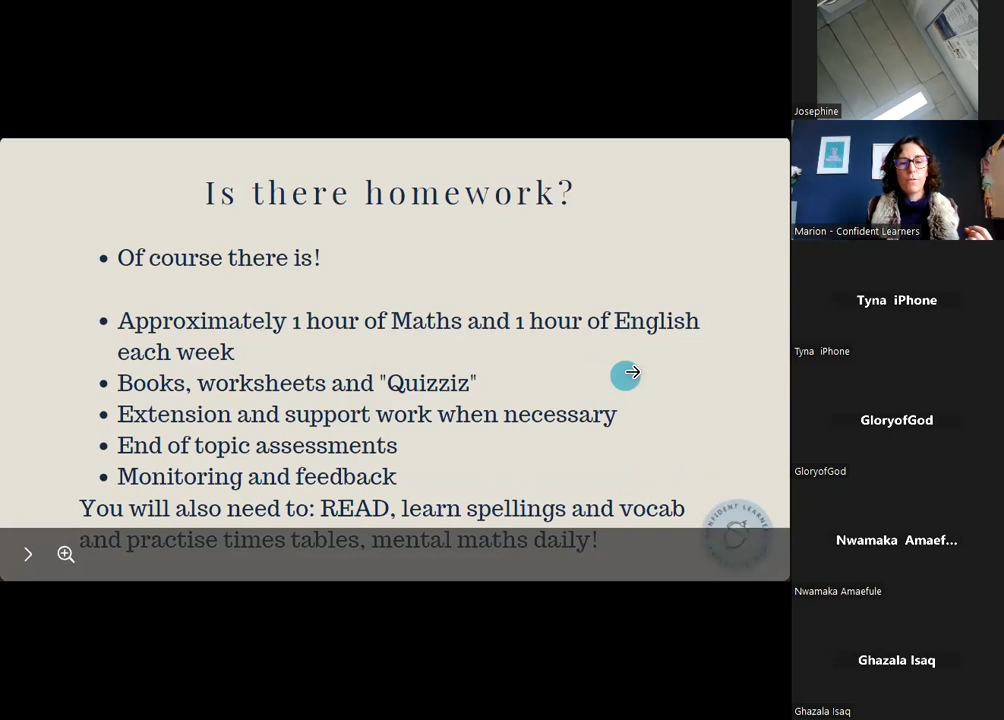 Is there homework?
• Of course there is!
• Approximately 1 hour of Maths and 1 hour of English
each week
• Books, worksheets and "Quizziz"
• Extension and support work when necessary
• End of topic assessments
• Monitoring and feedback
You will also need to: READ, learn spellings and vocab
and practise times tables, mental maths daily!
Josephine
Marion - Confident Learners
Tyna iPhone
Tyna iPhone
GloryofGod
GloryofGod
Nwamaka Amaef...
Nwamaka Amaefule
Ghazala Isaq
Ghazala Isaq